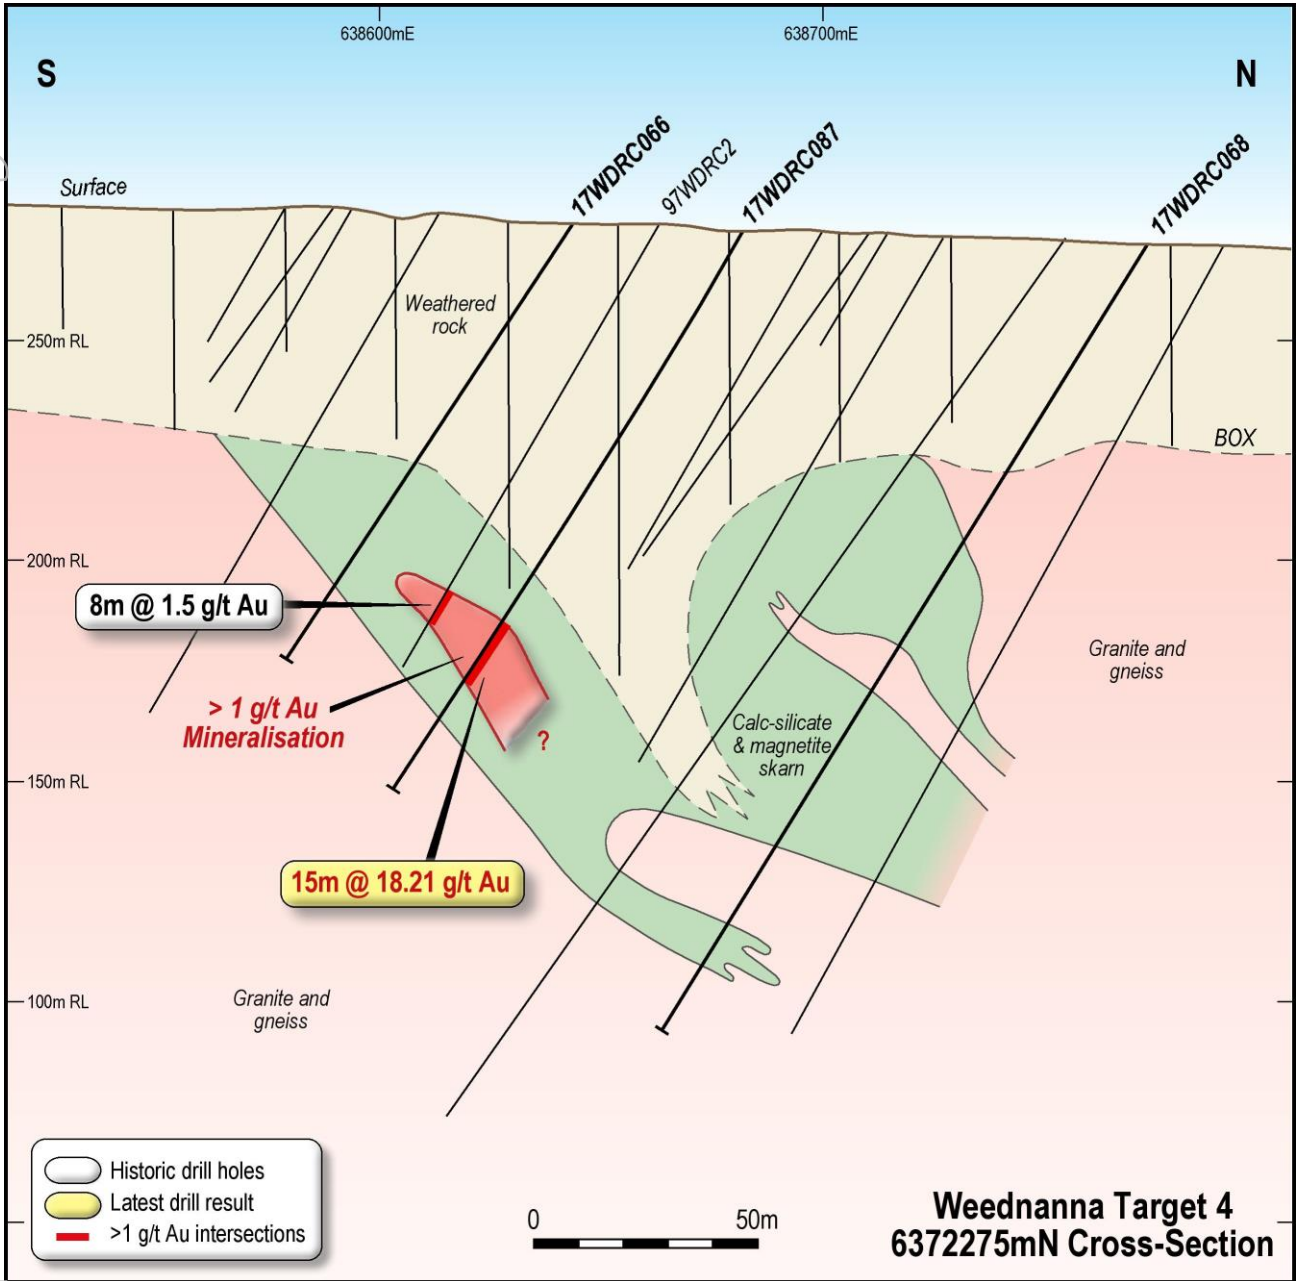 638600mE
638700mE
S
N
17WDRC066
97WDRC2
17WDRC087
17WDRC068
Surface
Weathered
rock
250m RL
BOX
200m RL
8m @ 1.5 g/t Au
> 1 g/t Au
Mineralisation
?
Granite and
gneiss
Calc-silicate
& magnetite
skarn
150m RL
15m @ 18.21 g/t Au
100m RL
Granite and
gneiss
Historic drill holes
Latest drill result
>1 g/t Au intersections
0
50m
Weednanna Target 4
6372275mN Cross-Section